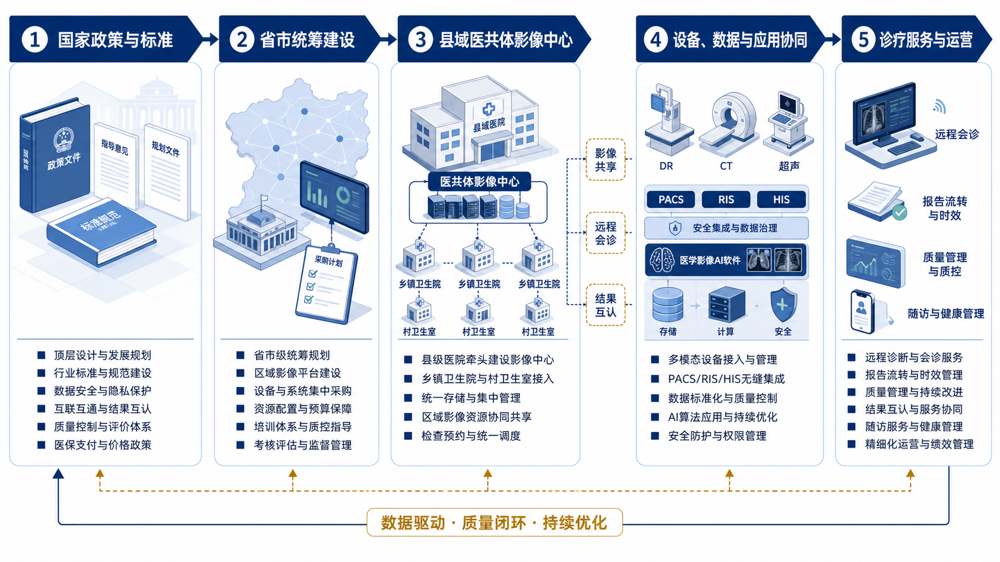 1 国家政策与标准
政策文件
指导意见
规划文件
标准规范
顶层设计与发展规划
行业标准与规范建设
数据安全与隐私保护
互联互通与结果互认
质量控制与评价体系
医保支付与价格政策
2 省市统筹建设
采购计划
省市级统筹规划
区域影像平台建设
设备与系统集中采购
资源配置与预算保障
培训体系与质控指导
考核评估与监督管理
3 县域医共体影像中心
县域医院
医共体影像中心
乡镇卫生院 乡镇卫生院 乡镇卫生院
村卫生室 村卫生室 村卫生室
县级医院牵头建设影像中心
乡镇卫生院与村卫生室接入
统一存储与集中管理
区域影像资源协同共享
检查预约与统一调度
影像
共享
远程
会诊
结果
互认
4 设备、数据与应用协同
DR CT 超声
PACS RIS HIS
安全集成与数据治理
医学影像AI软件
存储 计算 安全
多模态设备接入与管理
PACS/RIS/HIS无缝集成
数据标准化与质量控制
AI算法应用与持续优化
安全防护与权限管理
5 诊疗服务与运营
远程会诊
报告流转
与时效
质量管理
与质控
随访与健康管理
远程诊断与会诊服务
报告流转与时效管理
质量管理与持续改进
结果互认与服务协同
随访服务与健康管理
精细化运营与绩效管理
数据驱动 · 质量闭环 · 持续优化